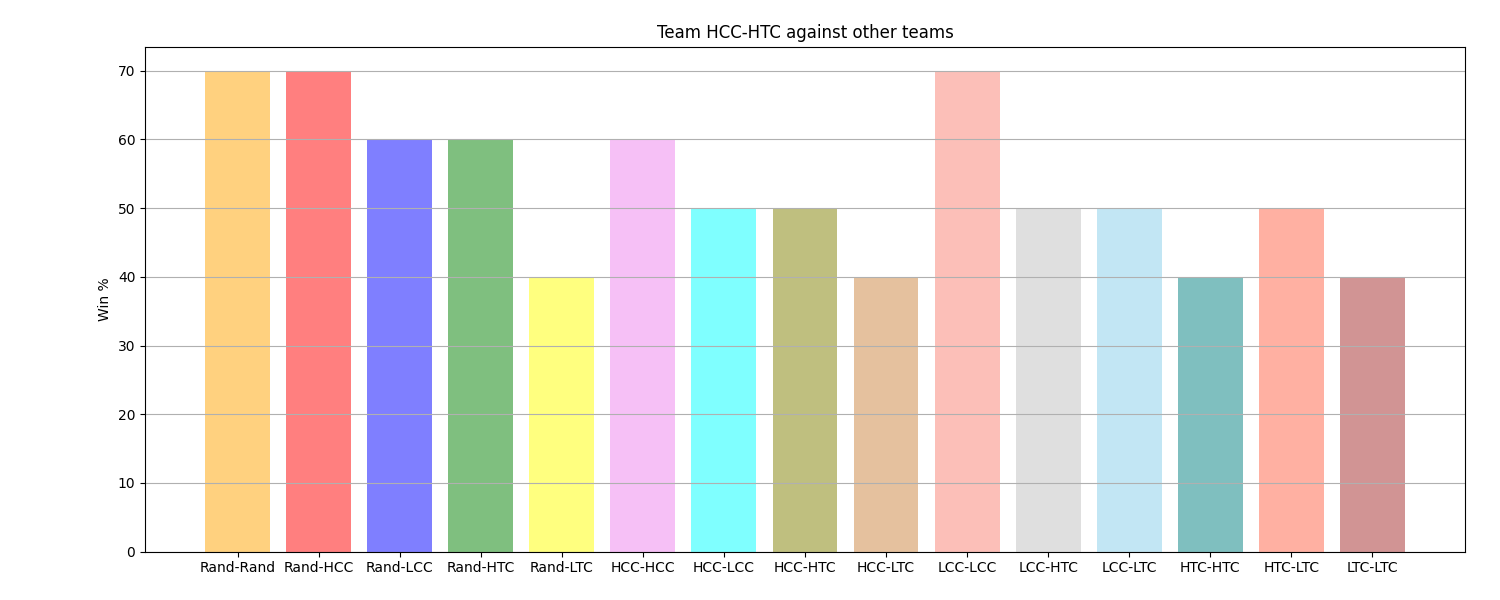 Team HCC-HTC against other teams
Win %
70
60
50
40
30
20
10
0
Rand-Rand Rand-HCC Rand-LCC Rand-HTC Rand-LTC HCC-HCC HCC-LCC HCC-HTC HCC-LTC LCC-LCC LCC-HTC LCC-LTC HTC-HTC HTC-LTC LTC-LTC